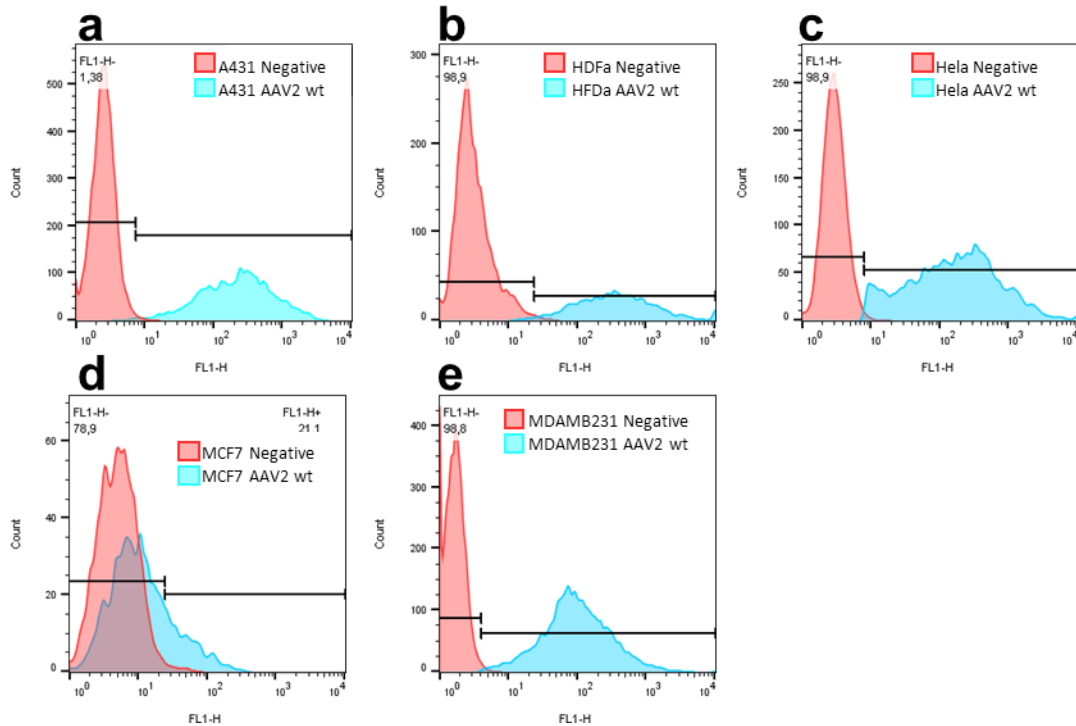 a
FL1-H-
1,38
A431 Negative
A431 AAV2 wt
500
400
300
200
100
0
Count
10^0 10^1 10^2 10^3 10^4
FL1-H
b
FL1-H-
98,9
HDFa Negative
HFDa AAV2 wt
300
200
100
0
Count
10^0 10^1 10^2 10^3 10^4
FL1-H
c
FL1-H-
98,9
Hela Negative
Hela AAV2 wt
250
200
150
100
50
0
Count
10^0 10^1 10^2 10^3 10^4
FL1-H
d
FL1-H-
78,9
FL1-H+
21,1
MCF7 Negative
MCF7 AAV2 wt
60
40
20
0
Count
10^0 10^1 10^2 10^3 10^4
FL1-H
e
FL1-H-
98,8
MDAMB231 Negative
MDAMB231 AAV2 wt
400
300
200
100
0
Count
10^0 10^1 10^2 10^3 10^4
FL1-H